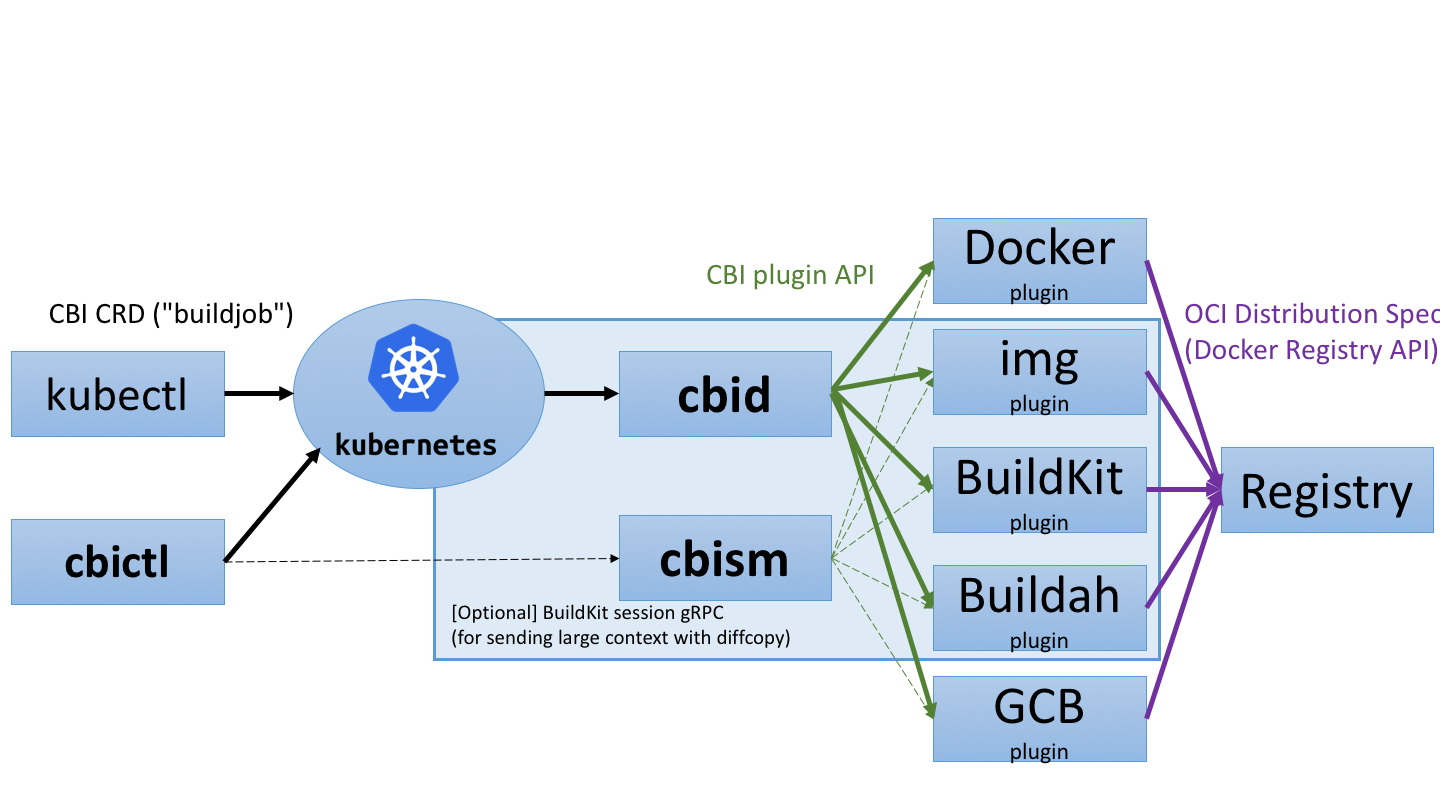 Docker
plugin
CBI plugin API
CBI CRD ("buildjob")
OCI Distribution Spec
(Docker Registry API)
img
plugin
kubectl
cbid
kubernetes
BuildKit
plugin
Registry
cbictl
cbism
Buildah
plugin
[Optional] BuildKit session gRPC
(for sending large context with diffcopy)
GCB
plugin